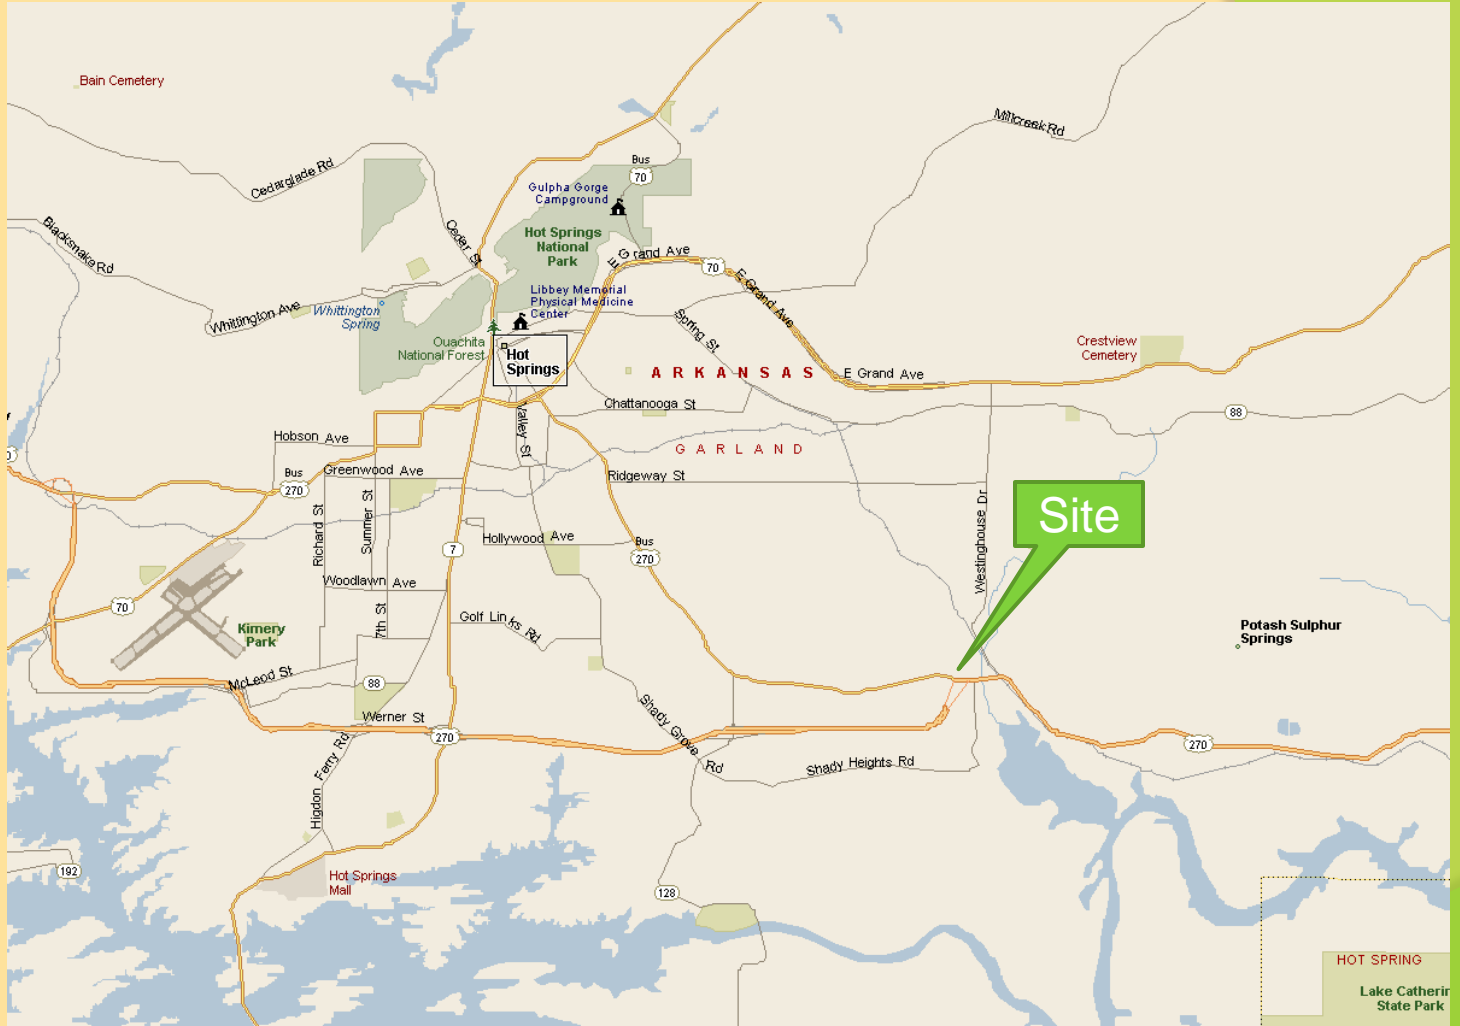 Bain Cemetery
Millcreek Rd
Cedarglade Rd
Bus
70
Gulpha Gorge
Campground
Blacksnake Rd
Cedar St
Hot Springs
National
Park
E Grand Ave
70
E Grand Ave
Libbey Memorial
Physical Medicine
Center
Whittington Ave
Whittington
Spring
Spring St
Ouachita
National Forest
Hot
Springs
Crestview
Cemetery
ARKANSAS
E Grand Ave
Chattanooga St
88
Valley St
Hobson Ave
GARLAND
Bus
270
Greenwood Ave
Ridgeway St
Richard St
Summer St
Westinghouse Dr
Site
7
Hollywood Ave
Bus
270
Woodlawn Ave
70
7th St
Golf Links Rd
Kimery
Park
Potash Sulphur
Springs
McLeod St
88
Shady Grove
Rd
Werner St
270
270
Higdon Ferry Rd
Shady Heights Rd
192
Hot Springs
Mall
128
HOT SPRING
Lake Catherin
State Park